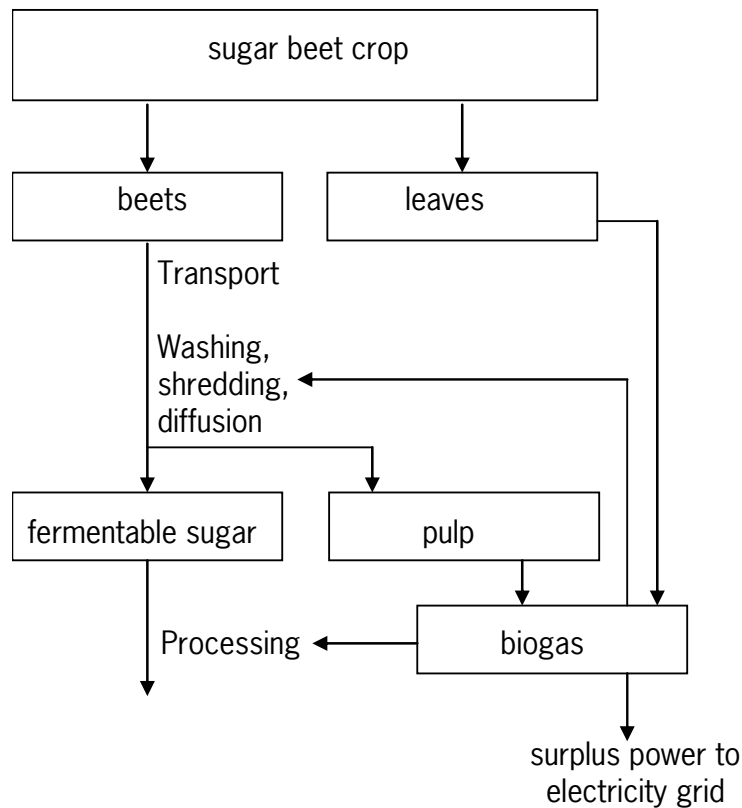 sugar beet crop
beets
leaves
Transport
Washing,
shredding,
diffusion
fermentable sugar
pulp
Processing
biogas
surplus power to
electricity grid